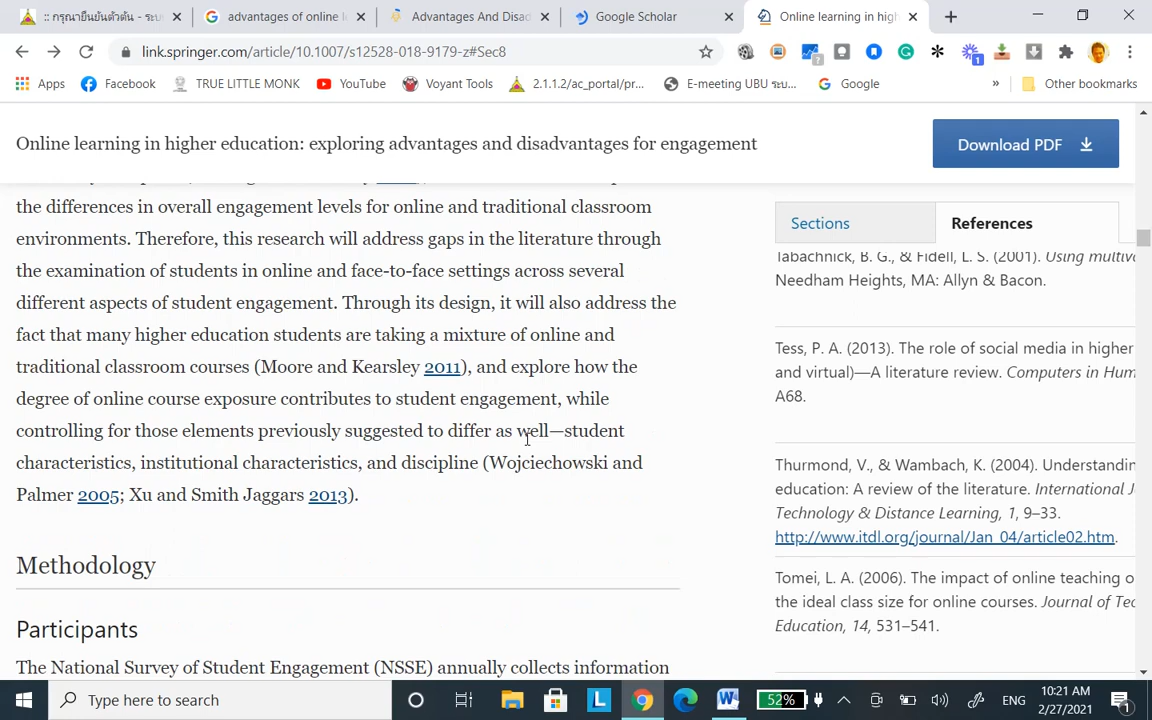 :: กรุณายืนยันตัวตัน - ระบ
advantages of online l
Advantages And Disad
Google Scholar
Online learning in high
link.springer.com/article/10.1007/s12528-018-9179-z#Sec8
Apps
Facebook
TRUE LITTLE MONK
YouTube
Voyant Tools
2.1.1.2/ac_portal/pr...
E-meeting UBU ระบ...
Google
»
Other bookmarks
Online learning in higher education: exploring advantages and disadvantages for engagement
Download PDF
the differences in overall engagement levels for online and traditional classroom
environments. Therefore, this research will address gaps in the literature through
the examination of students in online and face-to-face settings across several
different aspects of student engagement. Through its design, it will also address the
fact that many higher education students are taking a mixture of online and
traditional classroom courses (Moore and Kearsley 2011), and explore how the
degree of online course exposure contributes to student engagement, while
controlling for those elements previously suggested to differ as well—student
characteristics, institutional characteristics, and discipline (Wojciechowski and
Palmer 2005; Xu and Smith Jaggars 2013).
Methodology
Participants
The National Survey of Student Engagement (NSSE) annually collects information
Sections
References
Tabachnick, B. G., & Fidell, L. S. (2001). Using multiva
Needham Heights, MA: Allyn & Bacon.
Tess, P. A. (2013). The role of social media in higher
and virtual)—A literature review. Computers in Hum
A68.
Thurmond, V., & Wambach, K. (2004). Understandin
education: A review of the literature. International J
Technology & Distance Learning, 1, 9–33.
http://www.itdl.org/journal/Jan_04/article02.htm.
Tomei, L. A. (2006). The impact of online teaching o
the ideal class size for online courses. Journal of Tec
Education, 14, 531–541.
Type here to search
52%
ENG
10:21 AM
2/27/2021